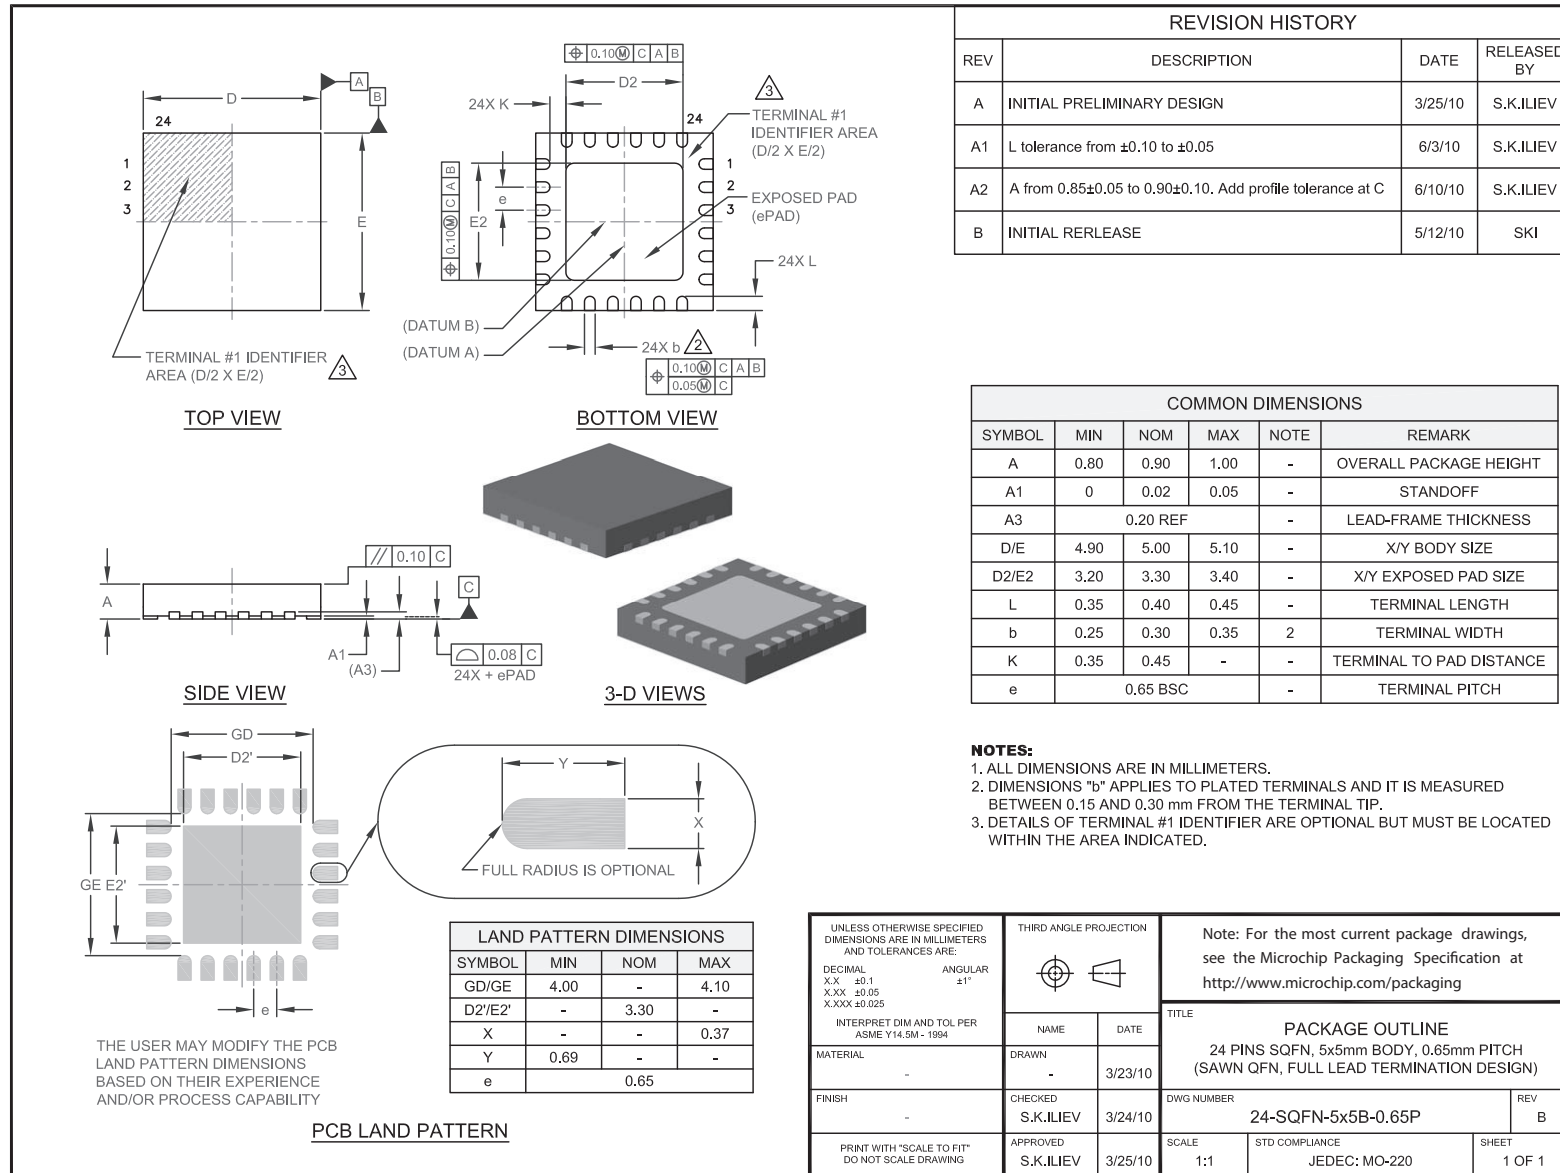 REVISION HISTORY
REV DESCRIPTION DATE RELEASED BY
A INITIAL PRELIMINARY DESIGN 3/25/10 S.K.ILIEV
A1 L tolerance from ±0.10 to ±0.05 6/3/10 S.K.ILIEV
A2 A from 0.85±0.05 to 0.90±0.10. Add profile tolerance at C 6/10/10 S.K.ILIEV
B INITIAL RERLEASE 5/12/10 SKI
D
A
B
24
1
2
3
E
TERMINAL #1 IDENTIFIER
AREA (D/2 X E/2)
3
TOP VIEW
⌖ 0.10Ⓜ C A B
D2
24X K
24
3
TERMINAL #1
IDENTIFIER AREA
(D/2 X E/2)
1
2
3
⌖ 0.10Ⓜ C A B
E2
e
EXPOSED PAD
(ePAD)
24X L
(DATUM B)
(DATUM A)
24X b 2
⌖ 0.10Ⓜ C A B
0.05Ⓜ C
BOTTOM VIEW
COMMON DIMENSIONS
SYMBOL MIN NOM MAX NOTE REMARK
A 0.80 0.90 1.00 - OVERALL PACKAGE HEIGHT
A1 0 0.02 0.05 - STANDOFF
A3 0.20 REF - LEAD-FRAME THICKNESS
D/E 4.90 5.00 5.10 - X/Y BODY SIZE
D2/E2 3.20 3.30 3.40 - X/Y EXPOSED PAD SIZE
L 0.35 0.40 0.45 - TERMINAL LENGTH
b 0.25 0.30 0.35 2 TERMINAL WIDTH
K 0.35 0.45 - - TERMINAL TO PAD DISTANCE
e 0.65 BSC - TERMINAL PITCH
// 0.10 C
C
A
A1
(A3)
⌓ 0.08 C
24X + ePAD
SIDE VIEW
3-D VIEWS
NOTES:
1. ALL DIMENSIONS ARE IN MILLIMETERS.
2. DIMENSIONS "b" APPLIES TO PLATED TERMINALS AND IT IS MEASURED
BETWEEN 0.15 AND 0.30 mm FROM THE TERMINAL TIP.
3. DETAILS OF TERMINAL #1 IDENTIFIER ARE OPTIONAL BUT MUST BE LOCATED
WITHIN THE AREA INDICATED.
GD
D2'
GE E2'
e
Y
X
FULL RADIUS IS OPTIONAL
LAND PATTERN DIMENSIONS
SYMBOL MIN NOM MAX
GD/GE 4.00 - 4.10
D2'/E2' - 3.30 -
X - - 0.37
Y 0.69 - -
e 0.65
THE USER MAY MODIFY THE PCB
LAND PATTERN DIMENSIONS
BASED ON THEIR EXPERIENCE
AND/OR PROCESS CAPABILITY
PCB LAND PATTERN
UNLESS OTHERWISE SPECIFIED
DIMENSIONS ARE IN MILLIMETERS
AND TOLERANCES ARE:
DECIMAL ANGULAR
X.X ±0.1 ±1°
X.XX ±0.05
X.XXX ±0.025
INTERPRET DIM AND TOL PER
ASME Y14.5M - 1994
MATERIAL
-
FINISH
-
PRINT WITH "SCALE TO FIT"
DO NOT SCALE DRAWING
THIRD ANGLE PROJECTION
NAME DATE
DRAWN
- 3/23/10
CHECKED
S.K.ILIEV 3/24/10
APPROVED
S.K.ILIEV 3/25/10
Note: For the most current package drawings,
see the Microchip Packaging Specification at
http://www.microchip.com/packaging
TITLE
PACKAGE OUTLINE
24 PINS SQFN, 5x5mm BODY, 0.65mm PITCH
(SAWN QFN, FULL LEAD TERMINATION DESIGN)
DWG NUMBER
24-SQFN-5x5B-0.65P
REV
B
SCALE
1:1
STD COMPLIANCE
JEDEC: MO-220
SHEET
1 OF 1